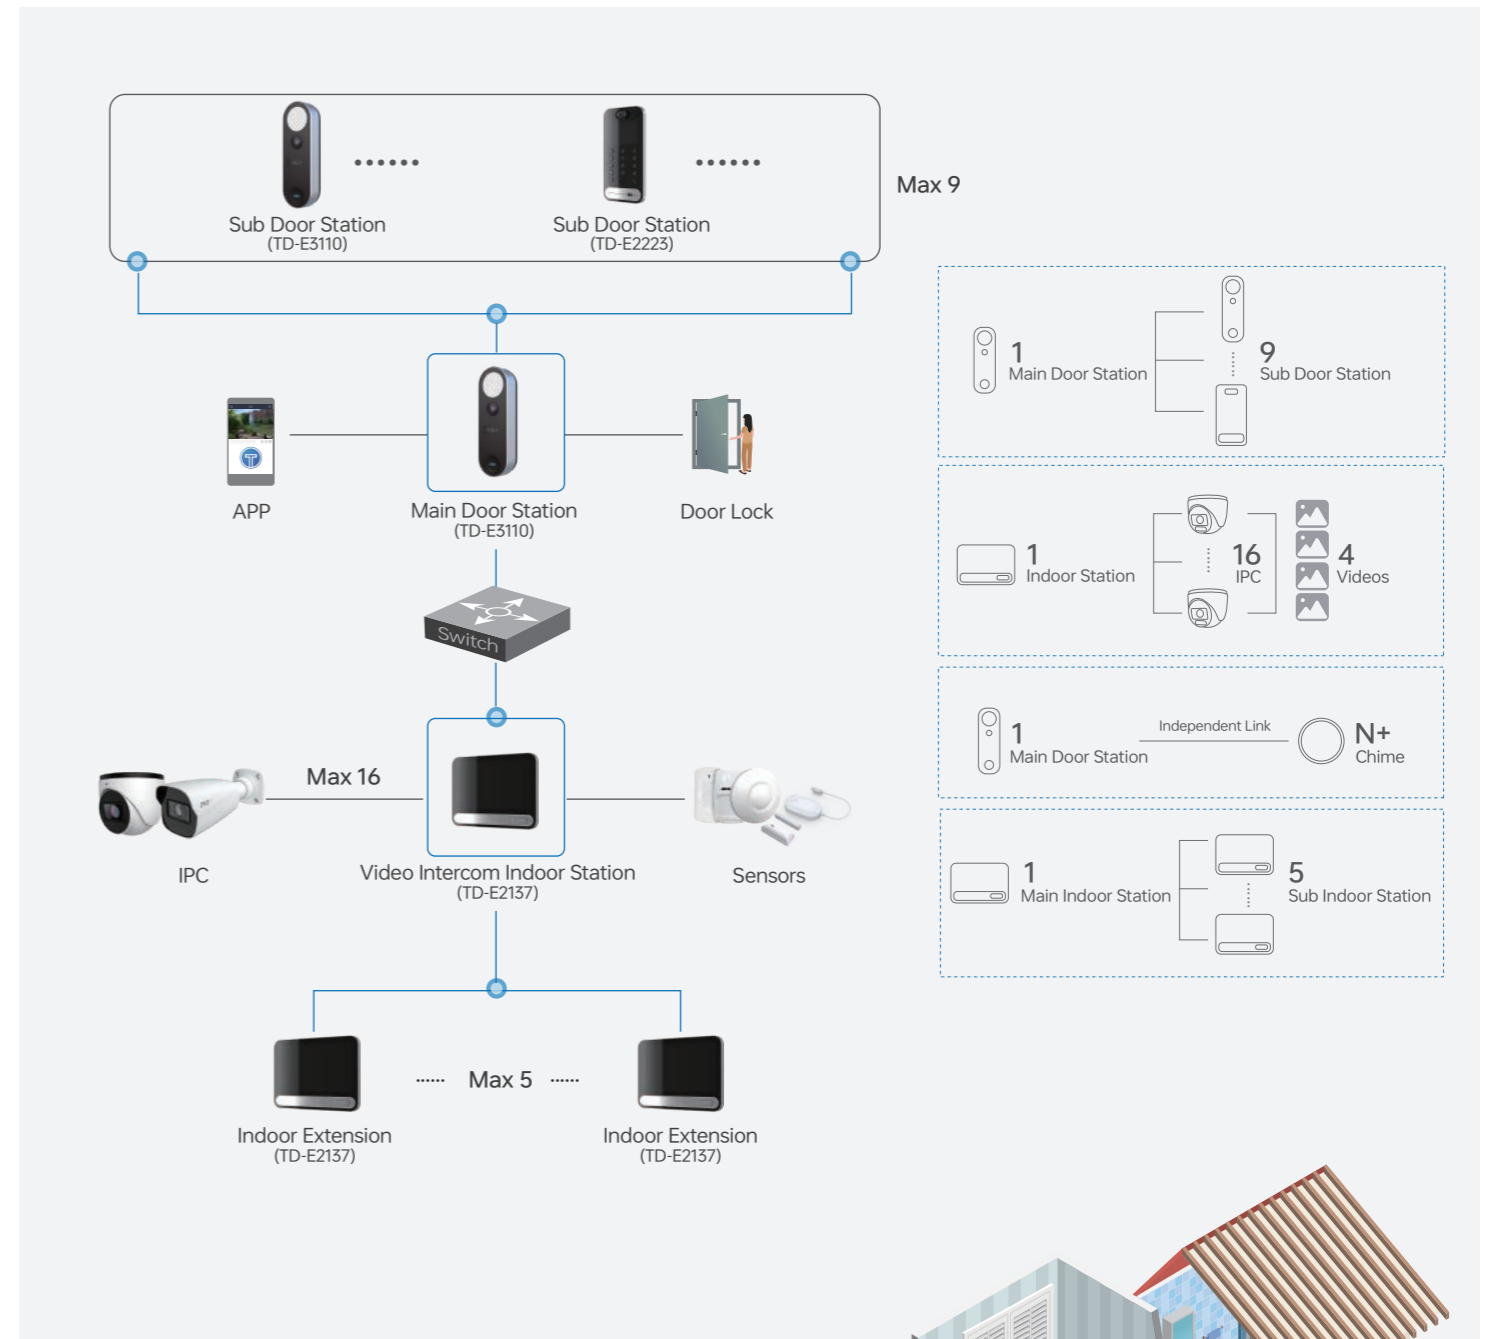 Sub Door Station
(TD-E3110)
Sub Door Station
(TD-E2223)
Max 9
APP
Main Door Station
(TD-E3110)
Door Lock
Switch
Max 16
IPC
Video Intercom Indoor Station
(TD-E2137)
Sensors
Indoor Extension
(TD-E2137)
Max 5
Indoor Extension
(TD-E2137)
1
Main Door Station
9
Sub Door Station
1
Indoor Station
16
IPC
4
Videos
1
Main Door Station
Independent Link
N+
Chime
1
Main Indoor Station
5
Sub Indoor Station